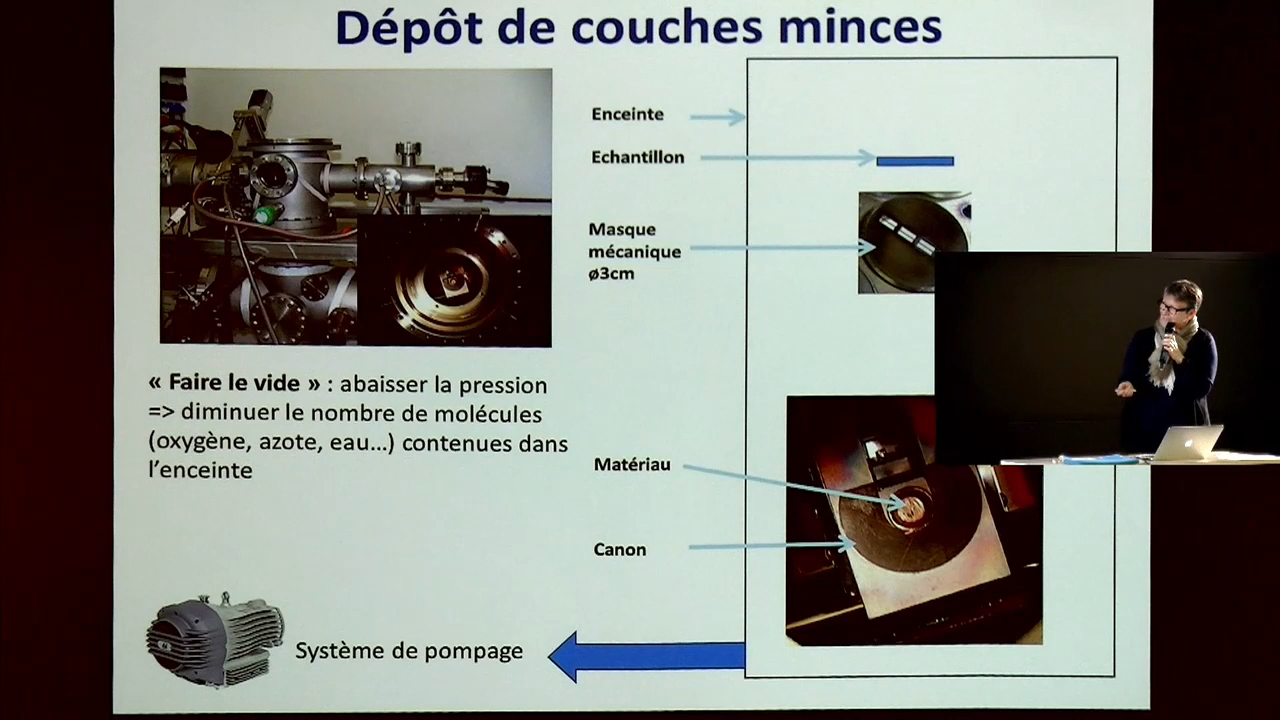 Dépôt de couches minces
Enceinte
Echantillon
Masque
mécanique
ø3cm
« Faire le vide » : abaisser la pression
=> diminuer le nombre de molécules
(oxygène, azote, eau...) contenues dans
l'enceinte
Matériau
Canon
Système de pompage